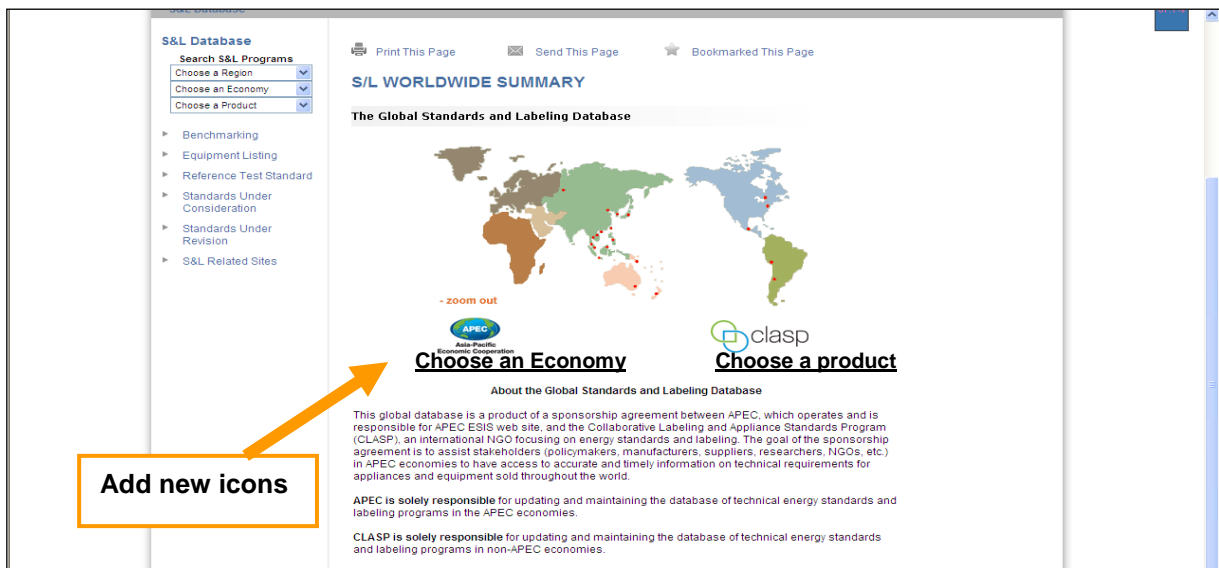 S&L Database
S&L Database
Search S&L Programs
Choose a Region
Choose an Economy
Choose a Product
Benchmarking
Equipment Listing
Reference Test Standard
Standards Under
Consideration
Standards Under
Revision
S&L Related Sites
Print This Page Send This Page Bookmarked This Page
S/L WORLDWIDE SUMMARY
The Global Standards and Labeling Database
- zoom out
APEC
Asia-Pacific
Economic Cooperation
clasp
Choose an Economy Choose a product
About the Global Standards and Labeling Database
This global database is a product of a sponsorship agreement between APEC, which operates and is
responsible for APEC ESIS web site, and the Collaborative Labeling and Appliance Standards Program
(CLASP), an international NGO focusing on energy standards and labeling. The goal of the sponsorship
agreement is to assist stakeholders (policymakers, manufacturers, suppliers, researchers, NGOs, etc.)
in APEC economies to have access to accurate and timely information on technical requirements for
appliances and equipment sold throughout the world.
APEC is solely responsible for updating and maintaining the database of technical energy standards and
labeling programs in the APEC economies.
CLASP is solely responsible for updating and maintaining the database of technical energy standards
and labeling programs in non-APEC economies.
Add new icons